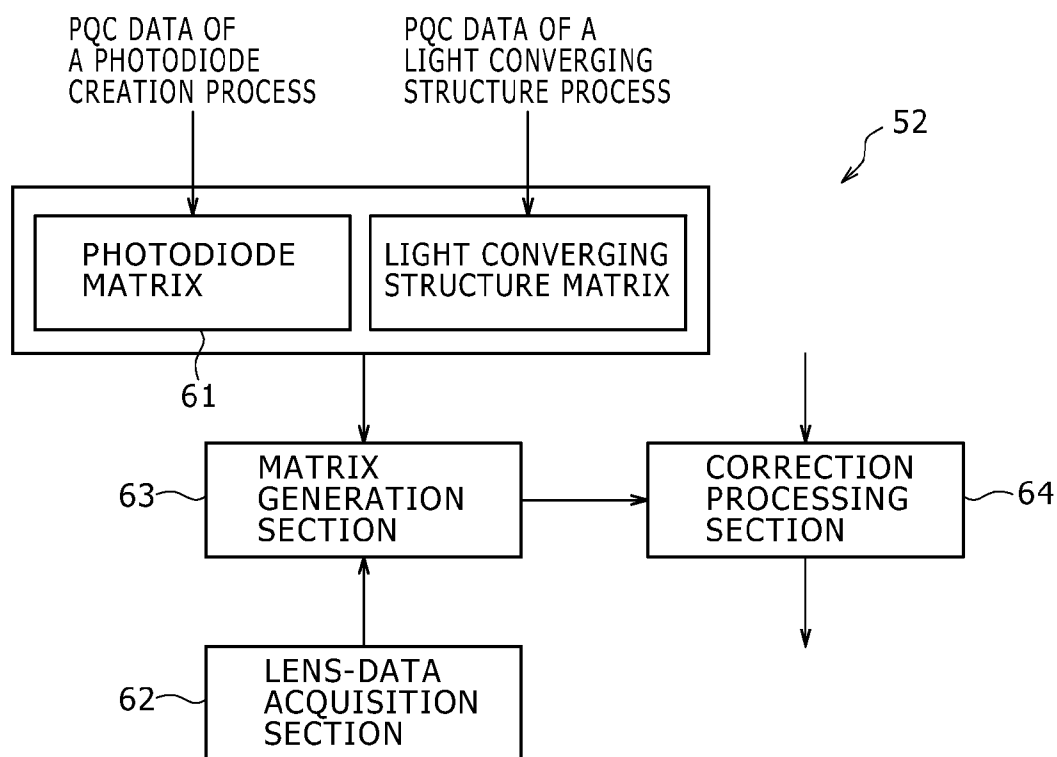 PQC DATA OF
A PHOTODIODE
CREATION PROCESS
PQC DATA OF A
LIGHT CONVERGING
STRUCTURE PROCESS
52
PHOTODIODE
MATRIX
LIGHT CONVERGING
STRUCTURE MATRIX
61
63
MATRIX
GENERATION
SECTION
CORRECTION
PROCESSING
SECTION
64
62
LENS-DATA
ACQUISITION
SECTION